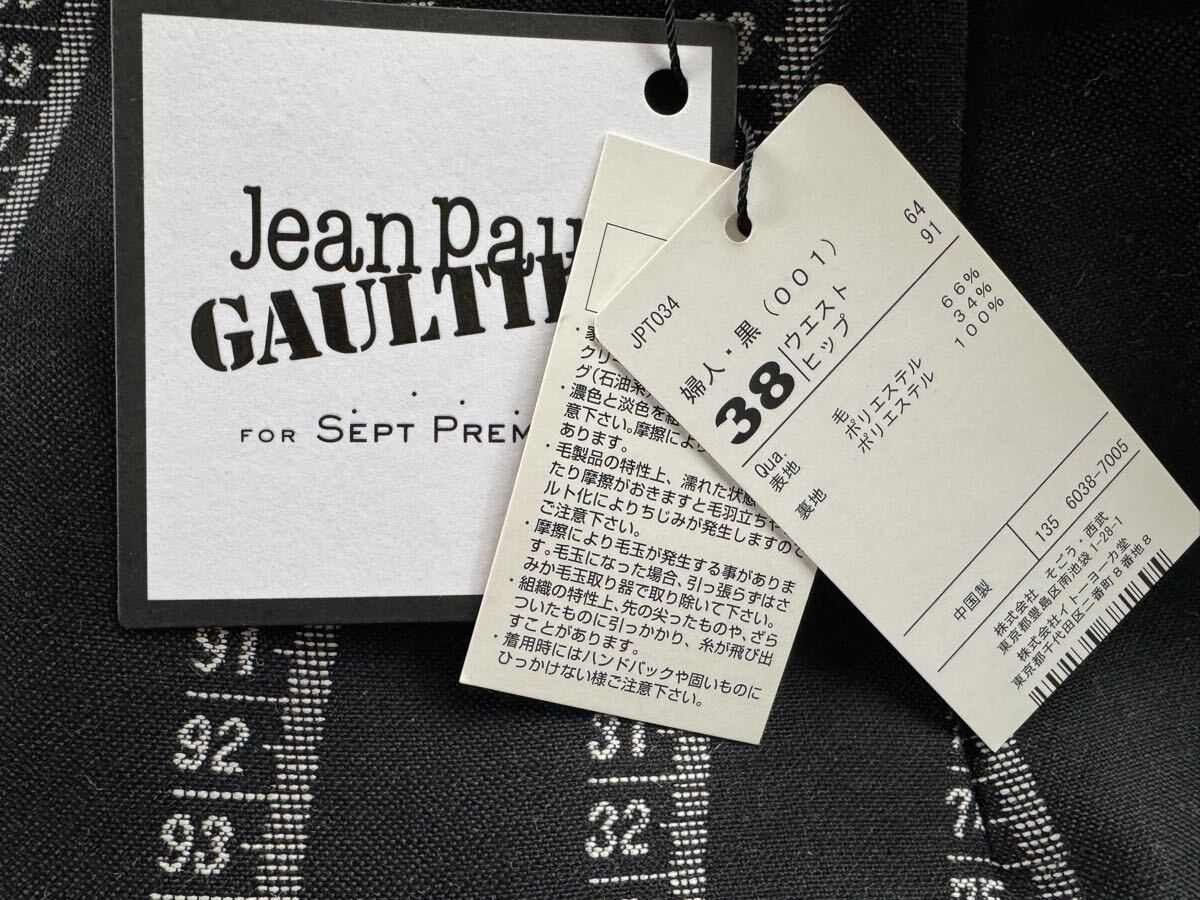 Jean Pau
GAULTI
FOR SEPT PREM
クリー
グ(石油系)
・濃色と淡色を組
意下さい。摩擦によ
あります。
・毛製品の特性上、濡れた状態
たり摩擦がおきますと毛羽立ちや
ルト化によりちじみが発生しますので
ご注意下さい。
・摩擦により毛玉が発生する事がありま
す。毛玉になった場合、引っ張らずはさ
みか毛玉取り器で取り除いて下さい。
・組織の特性上、先の尖ったものや、ざら
ついたものに引っかかり、糸が飛び出
すことがあります。
・着用時にはハンドバックや固いものに
ひっかけない様ご注意下さい。
JPT034
婦人・黒(001)
38 ウエスト 64
ヒップ 91
Qua.
表地 毛 66%
ポリエステル 34%
裏地 ポリエステル 100%
中国製 135 6038-7005
株式会社 そごう・西武
東京都豊島区南池袋1-28-1
株式会社イトーヨーカ堂
東京都千代田区二番町8番地8
91
92
93
31
32